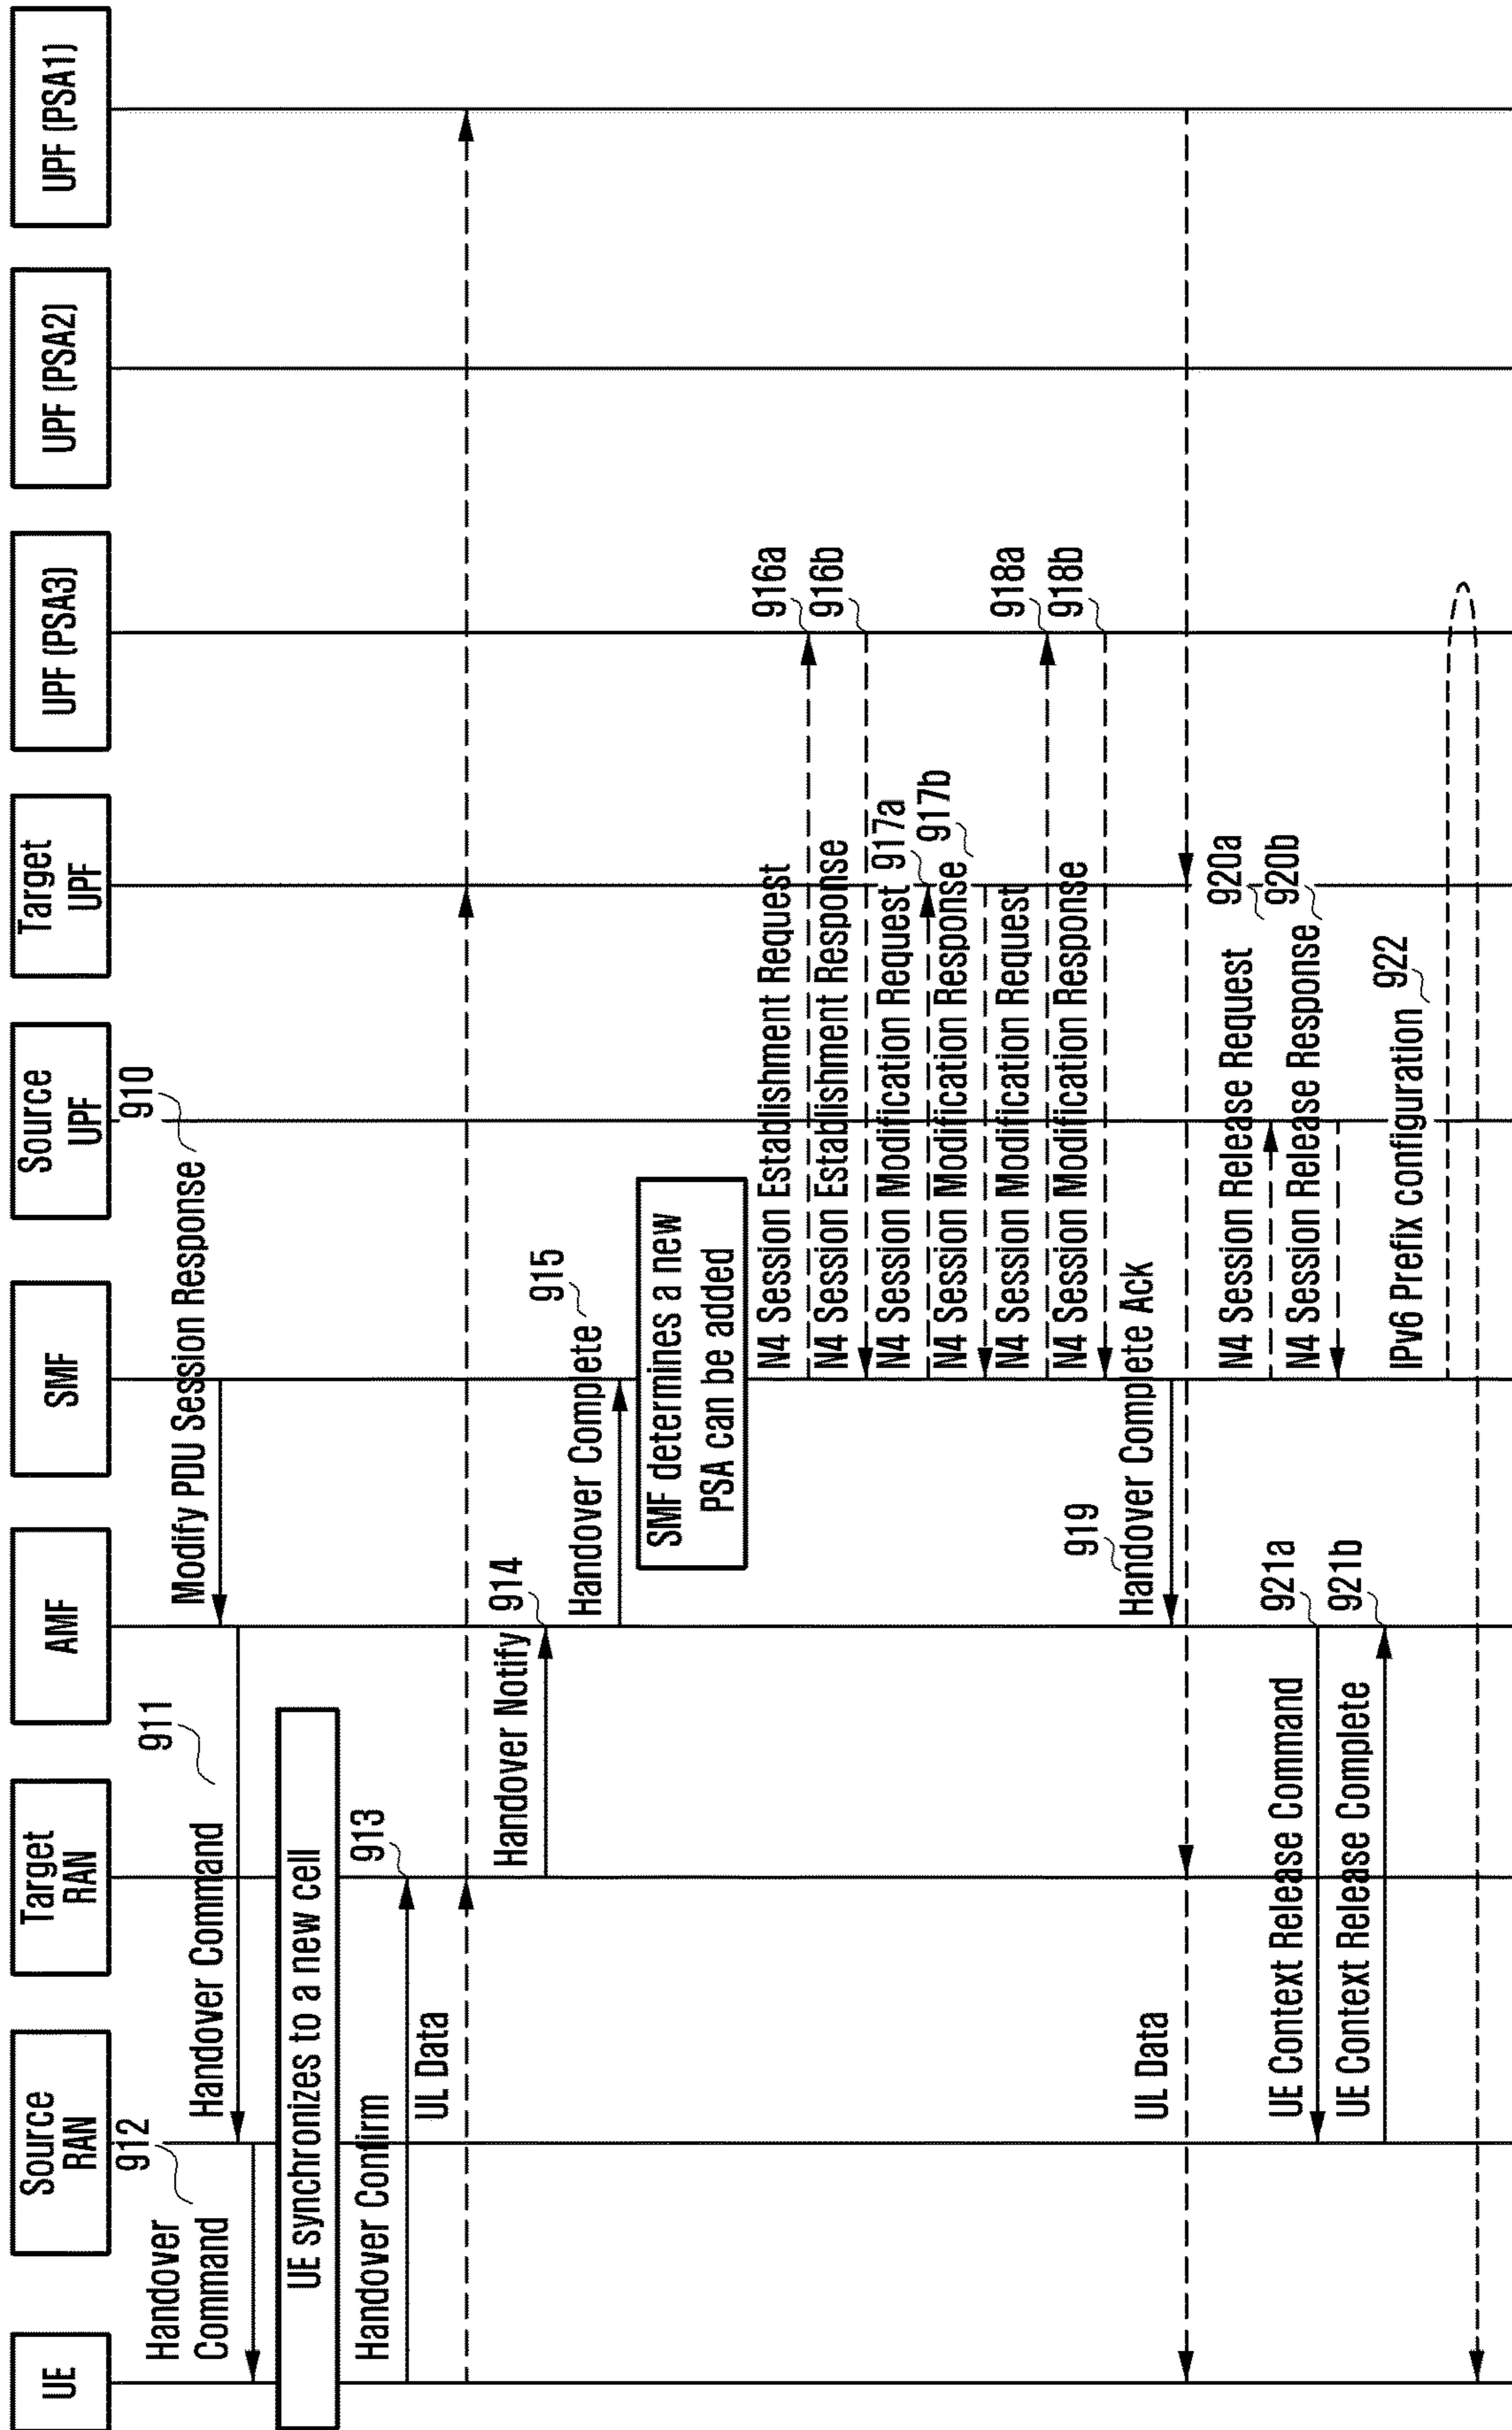 UE
Source
RAN
Target
RAN
AMF
SMF
Source
UPF
Target
UPF
UPF (PSA3)
UPF (PSA2)
UPF (PSA1)
Modify PDU Session Response
910
Handover Command
911
Handover
Command
912
UE synchronizes to a new cell
Handover Confirm
913
UL Data
Handover Notify
914
Handover Complete
915
SMF determines a new
PSA can be added
N4 Session Establishment Request
916a
N4 Session Establishment Response
916b
N4 Session Modification Request
917a
N4 Session Modification Response
917b
N4 Session Modification Request
918a
N4 Session Modification Response
918b
919
Handover Complete Ack
UL Data
N4 Session Release Request
920a
N4 Session Release Response
920b
UE Context Release Command
921a
UE Context Release Complete
921b
IPv6 Prefix configuration
922